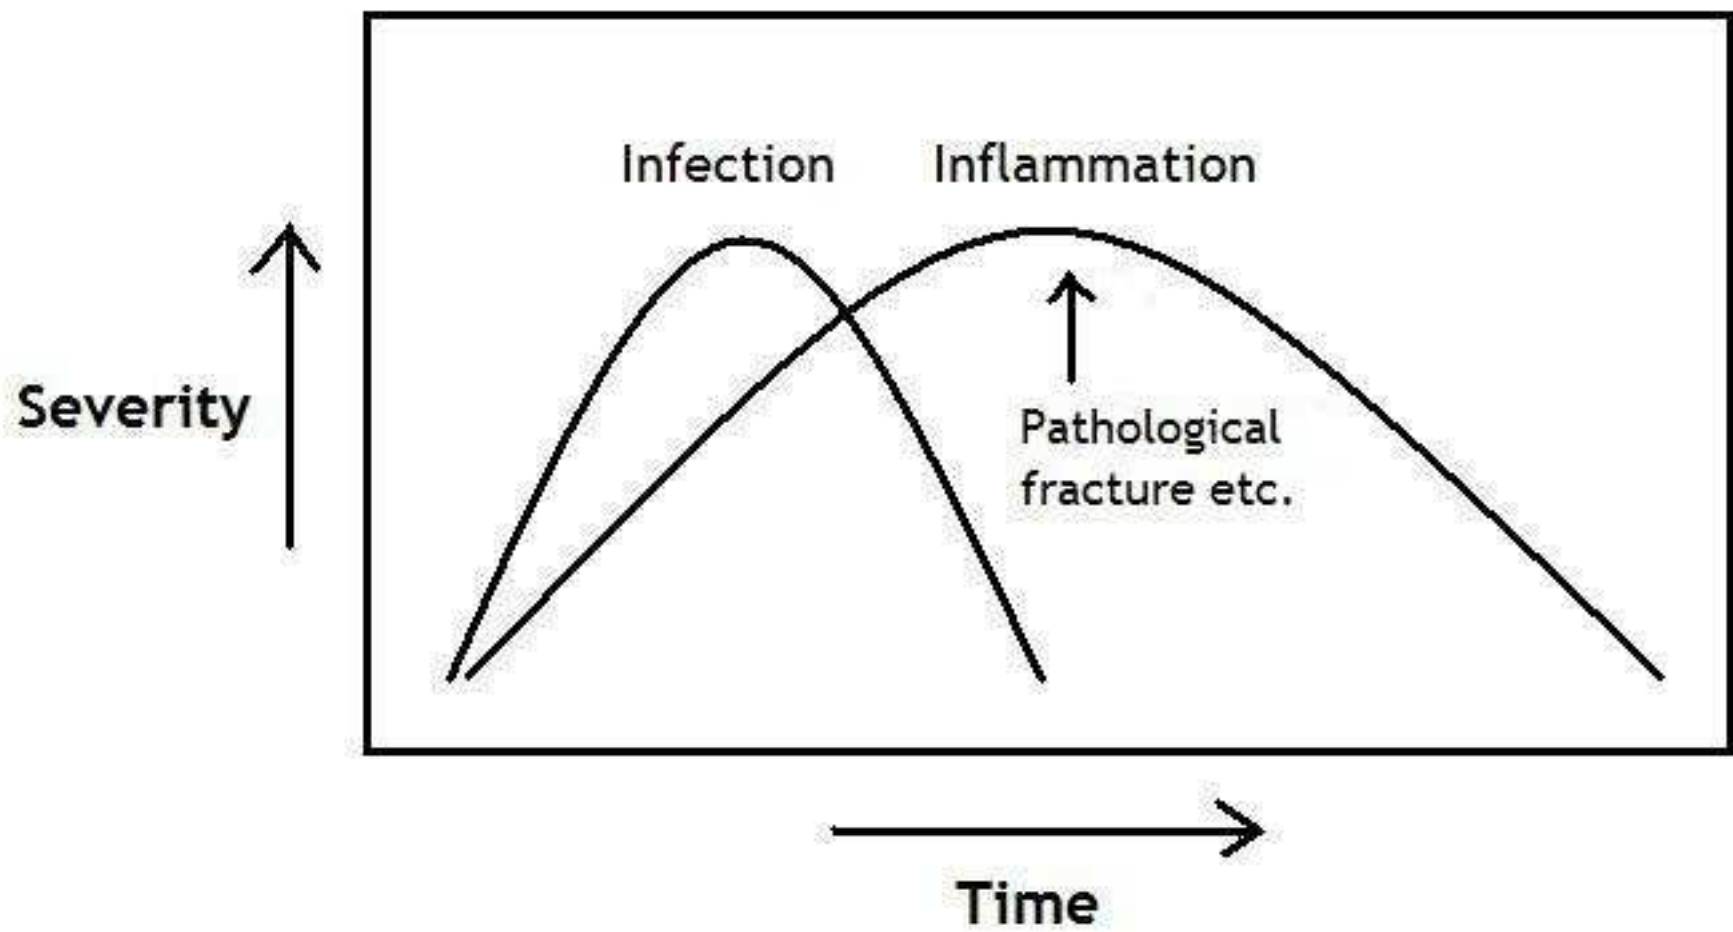 Infection
Inflammation
Severity
Pathological
fracture etc.
Time